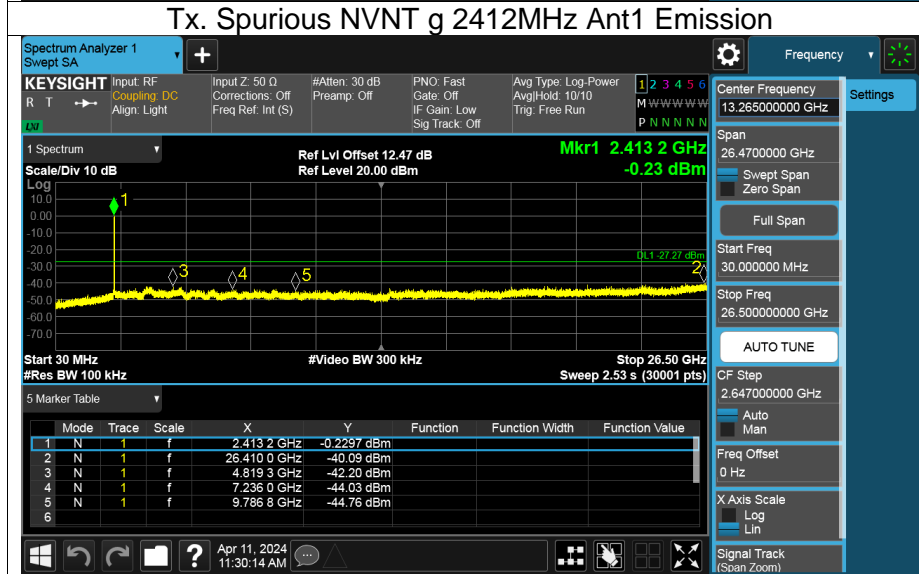 Tx. Spurious NVNT g 2412MHz Ant1 Emission
Spectrum Analyzer 1
Swept SA
+
Frequency
KEYSIGHT
R T
LXI
Input: RF
Coupling: DC
Align: Light
Input Z: 50 Ω
Corrections: Off
Freq Ref: Int (S)
#Atten: 30 dB
Preamp: Off
PNO: Fast
Gate: Off
IF Gain: Low
Sig Track: Off
Avg Type: Log-Power
Avg|Hold: 10/10
Trig: Free Run
1 2 3 4 5 6
M W W W W W
P N N N N N
1 Spectrum
Scale/Div 10 dB
Ref Lvl Offset 12.47 dB
Ref Level 20.00 dBm
Mkr1 2.413 2 GHz
-0.23 dBm
Log
10.0
0.00
-10.0
-20.0
-30.0
-40.0
-50.0
-60.0
-70.0
1
3
4
5
2
DL1 -27.27 dBm
Start 30 MHz
#Res BW 100 kHz
#Video BW 300 kHz
Stop 26.50 GHz
Sweep 2.53 s (30001 pts)
5 Marker Table
Mode Trace Scale X Y Function Function Width Function Value
1 N 1 f 2.413 2 GHz -0.2297 dBm
2 N 1 f 26.410 0 GHz -40.09 dBm
3 N 1 f 4.819 3 GHz -42.20 dBm
4 N 1 f 7.236 0 GHz -44.03 dBm
5 N 1 f 9.786 8 GHz -44.76 dBm
6
Apr 11, 2024
11:30:14 AM
?
Center Frequency
13.265000000 GHz
Settings
Span
26.4700000 GHz
Swept Span
Zero Span
Full Span
Start Freq
30.000000 MHz
Stop Freq
26.500000000 GHz
AUTO TUNE
CF Step
2.647000000 GHz
Auto
Man
Freq Offset
0 Hz
X Axis Scale
Log
Lin
Signal Track
(Span Zoom)